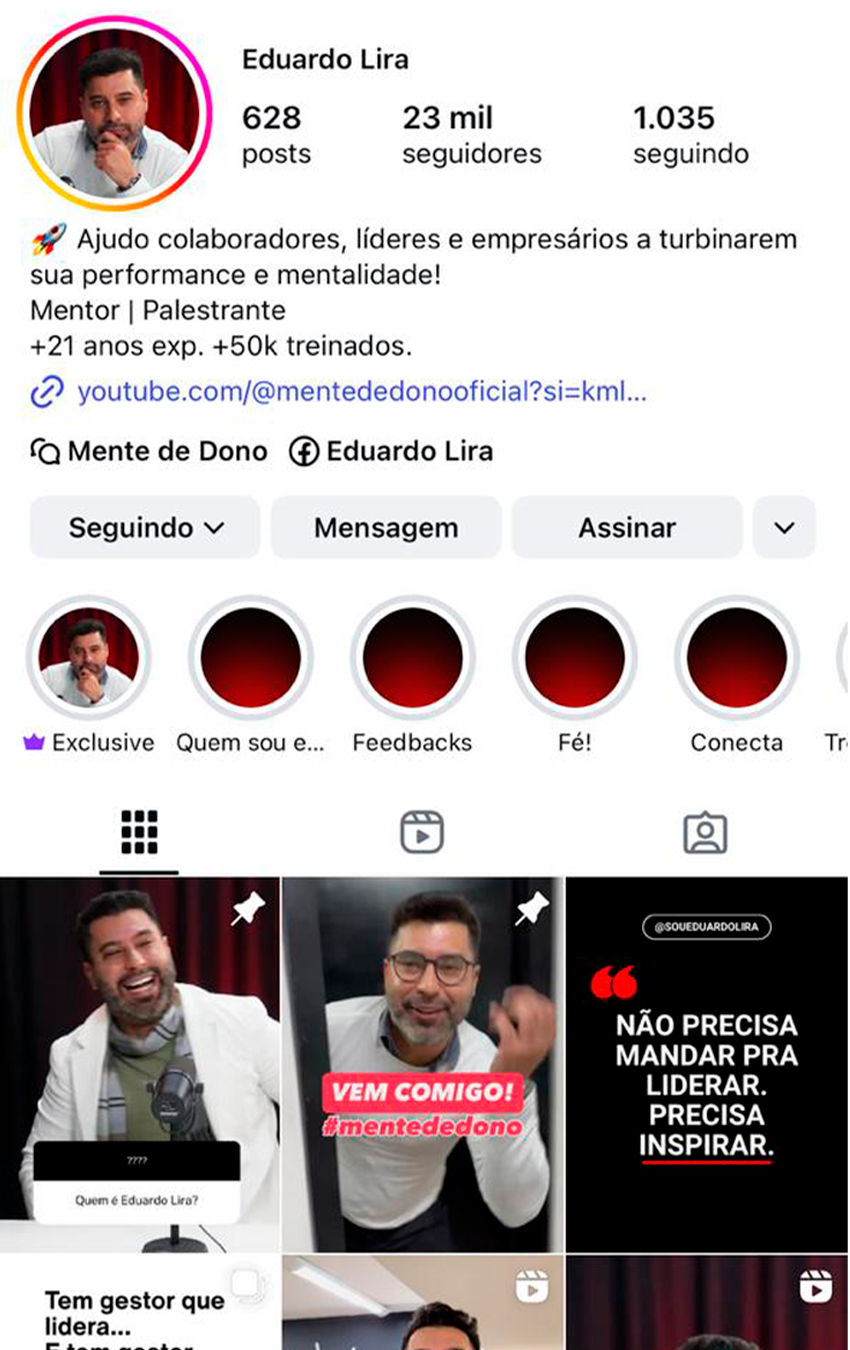 Eduardo Lira
628
23 mil
1.035
posts
seguidores
seguindo
🚀 Ajudo colaboradores, líderes e empresários a turbinarem
sua performance e mentalidade!
Mentor | Palestrante
+21 anos exp. +50k treinados.
youtube.com/@mentededonooficial?si=kml...
Mente de Dono
Eduardo Lira
Seguindo
Mensagem
Assinar
Exclusive
Quem sou e...
Feedbacks
Fé!
Conecta
Tr
????
Quem é Eduardo Lira?
VEM COMIGO!
#mentededono
@SOUEDUARDOLIRA
NÃO PRECISA
MANDAR PRA
LIDERAR.
PRECISA
INSPIRAR.
Tem gestor que
lidera...
E tem gestor